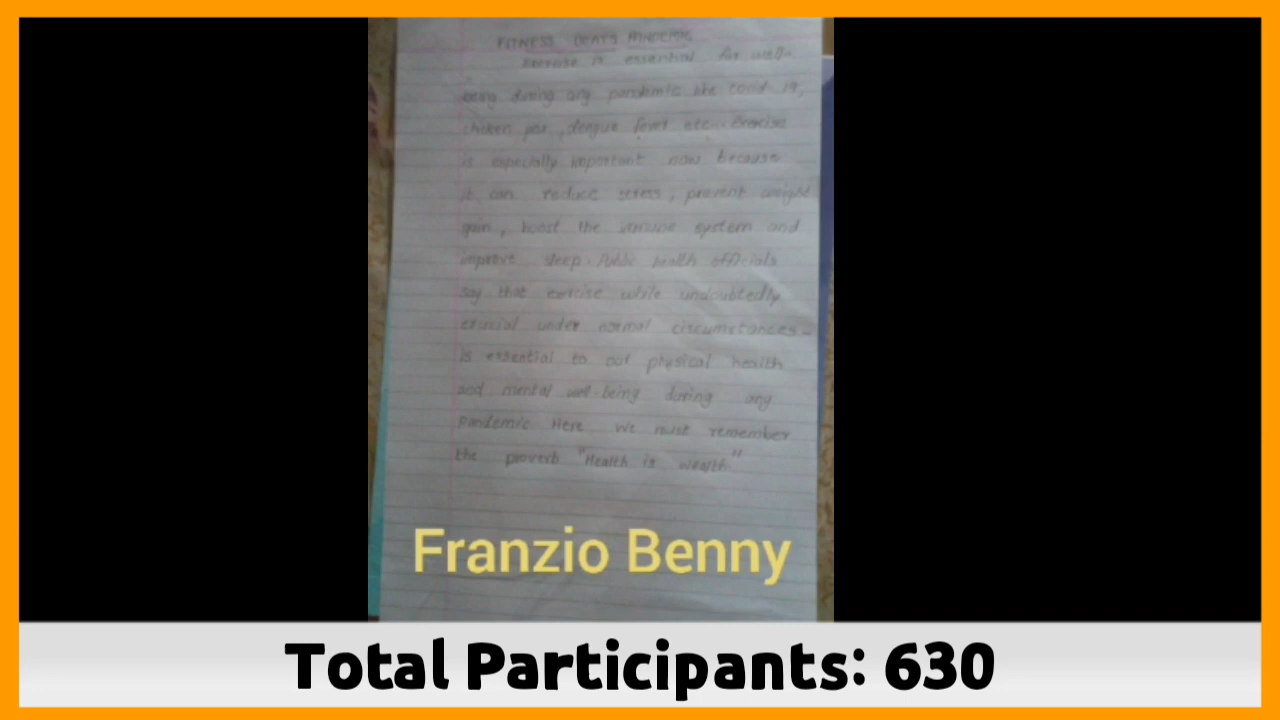 FITNESS BEATS PANDEMIC
Exercise is essential for well-
being during any pandemic like covid 19,
chicken pox, dengue fever etc... Exercise
is especially important now because
it can reduce stress, prevent weight
gain, boost the immune system and
improve sleep. Public health officials
say that exercise while undoubtedly
crucial under normal circumstances-
is essential to our physical health
and mental well-being during any
Pandemic Here we must remember
the proverb "Health is wealth"
Franzio Benny
Total Participants: 630